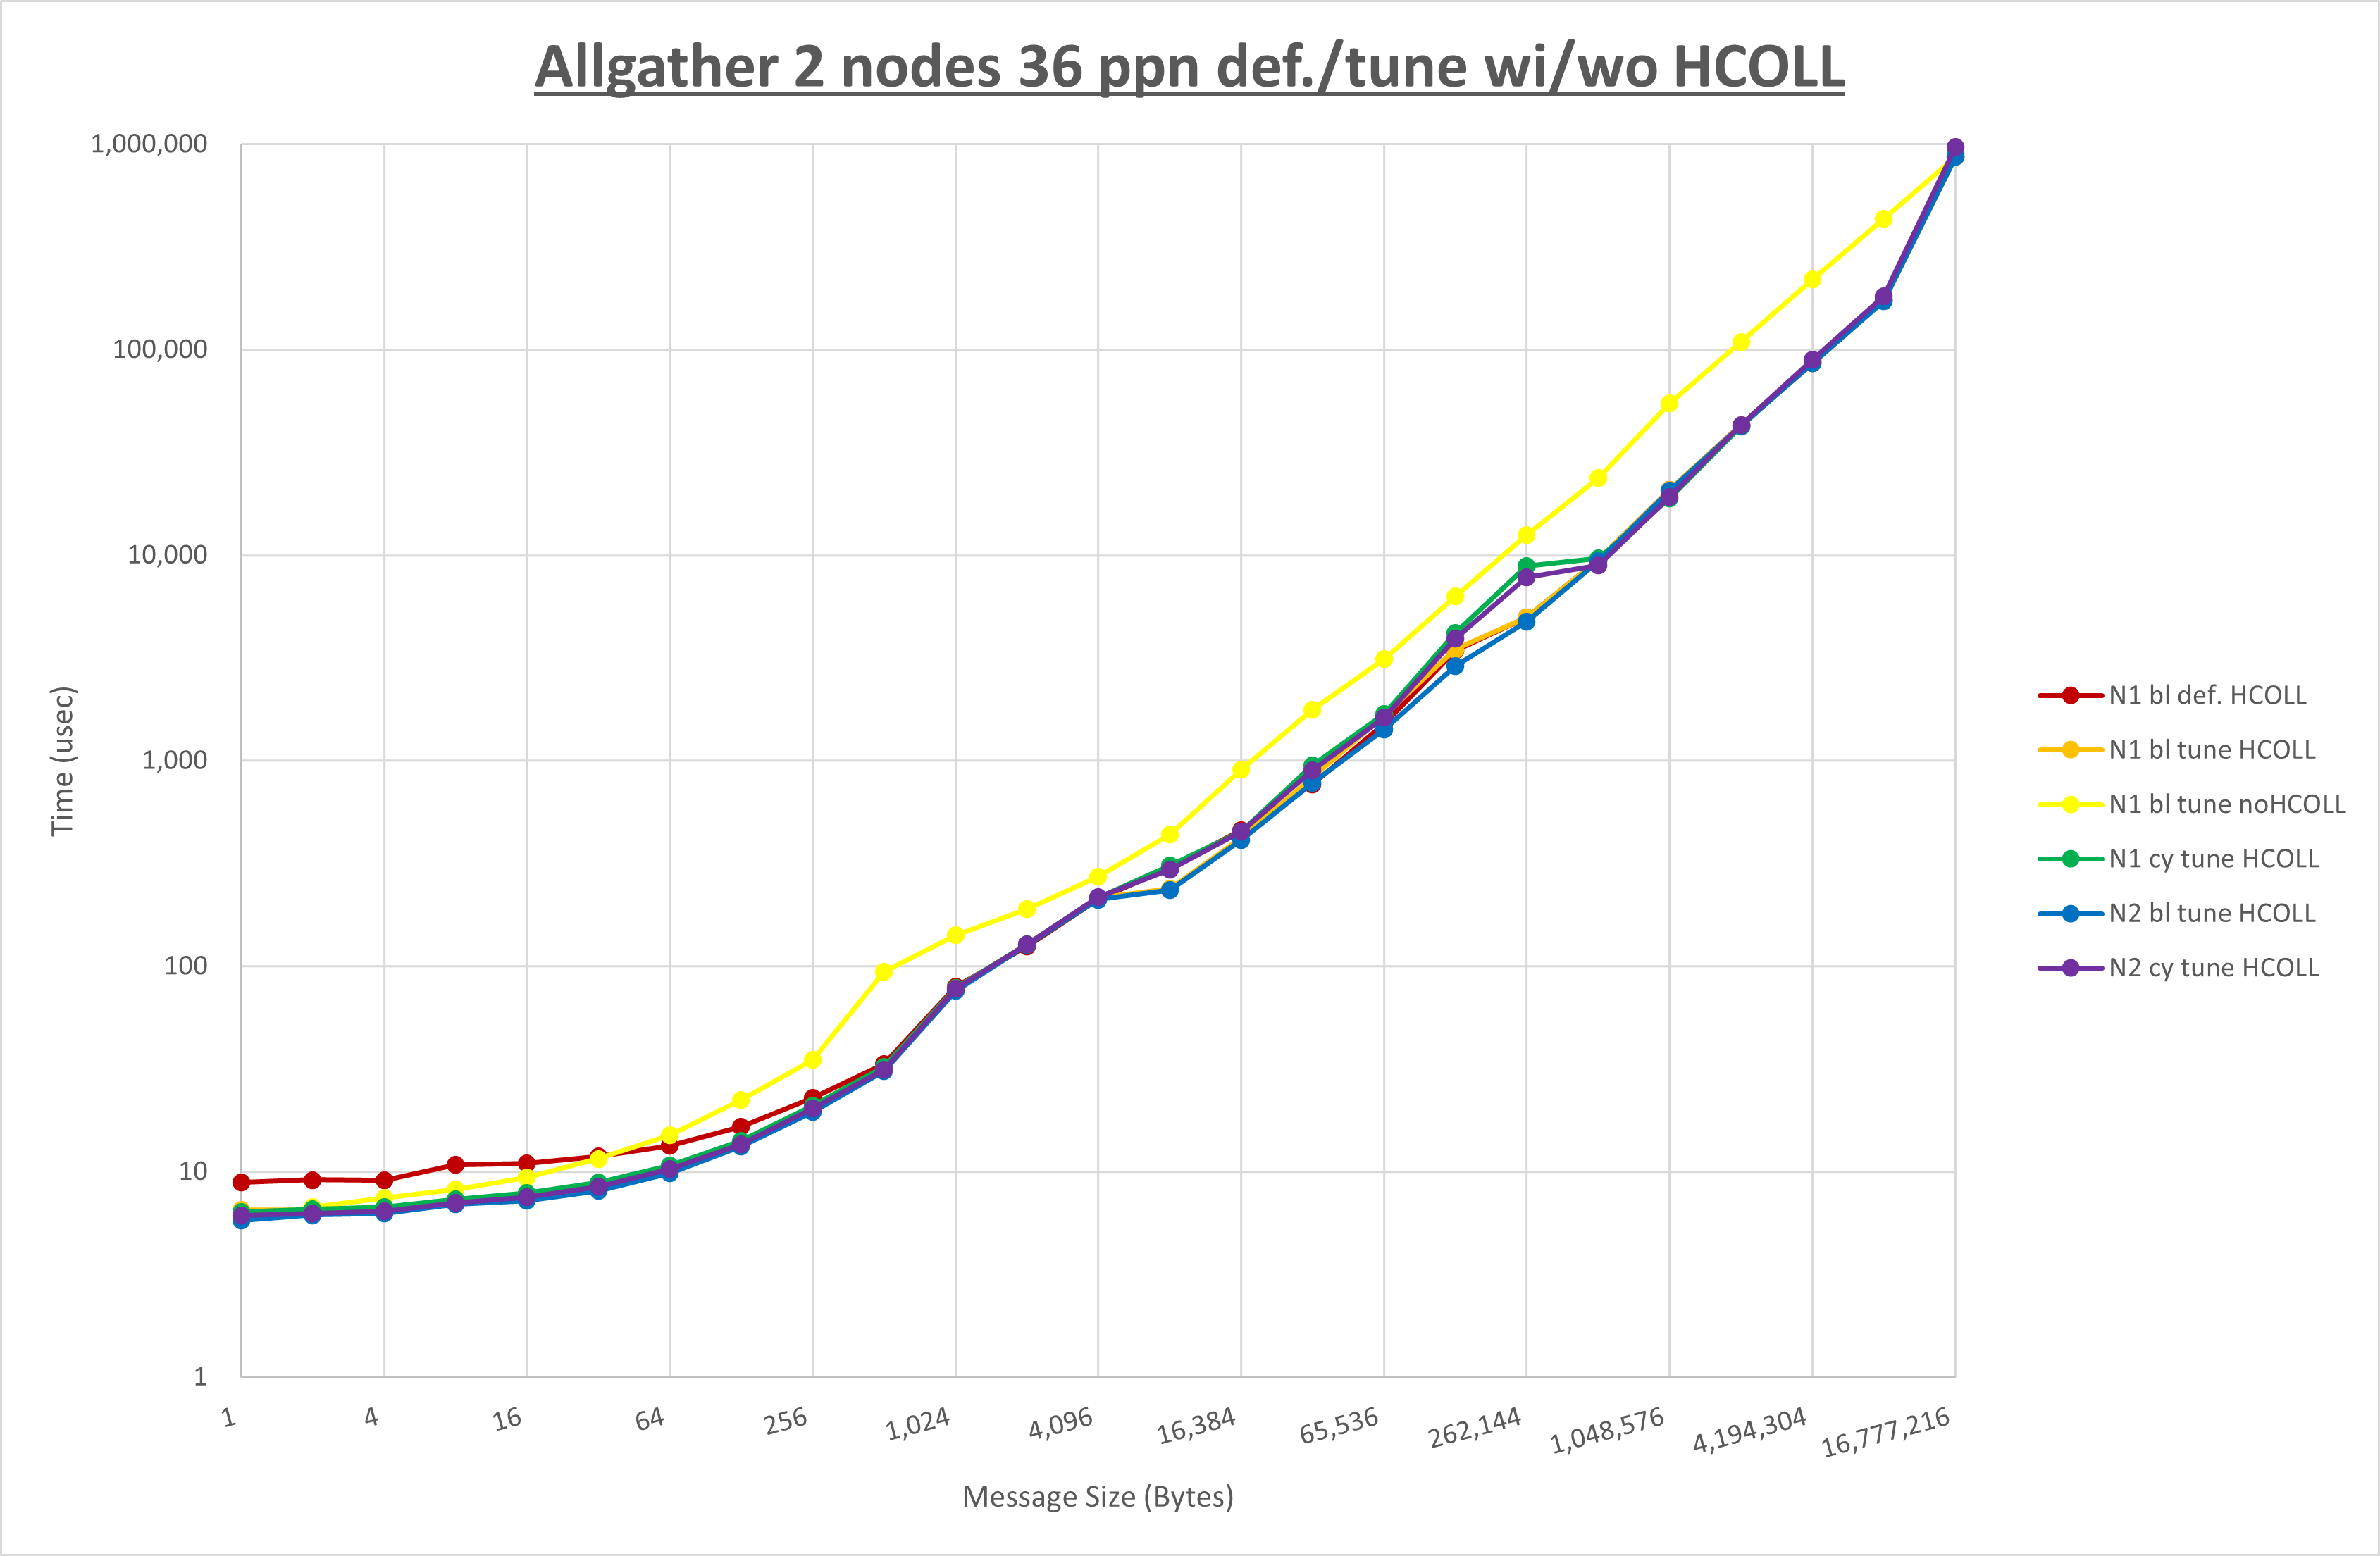 Allgather 2 nodes 36 ppn def./tune wi/wo HCOLL
1,000,000
100,000
10,000
1,000
100
10
1
Time (usec)
1
4
16
64
256
1,024
4,096
16,384
65,536
262,144
1,048,576
4,194,304
16,777,216
Message Size (Bytes)
N1 bl def. HCOLL
N1 bl tune HCOLL
N1 bl tune noHCOLL
N1 cy tune HCOLL
N2 bl tune HCOLL
N2 cy tune HCOLL